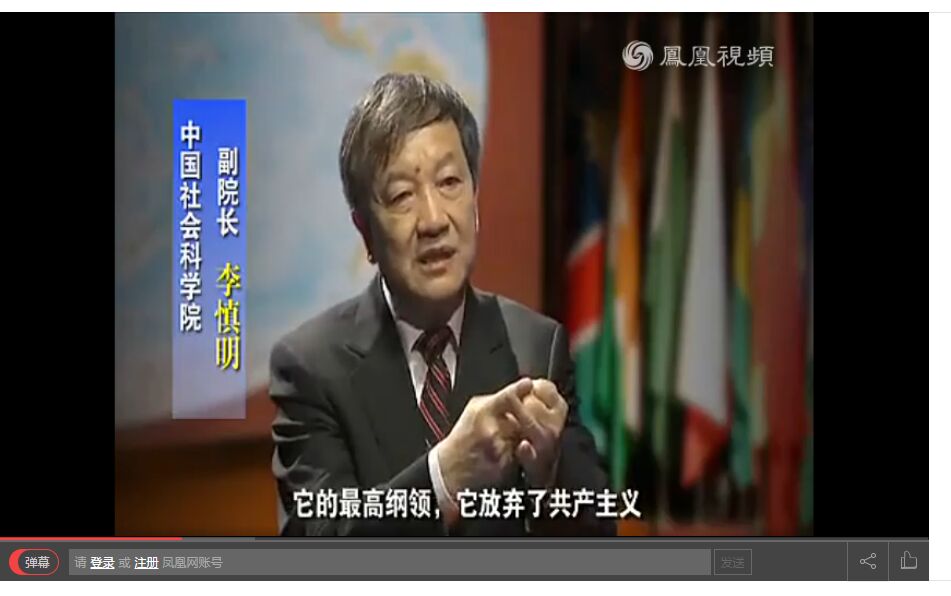 鳳凰視頻
中国社会科学院
副院长 李慎明
它的最高纲领，它放弃了共产主义
弹幕
请 登录 或 注册 凤凰网账号
发送